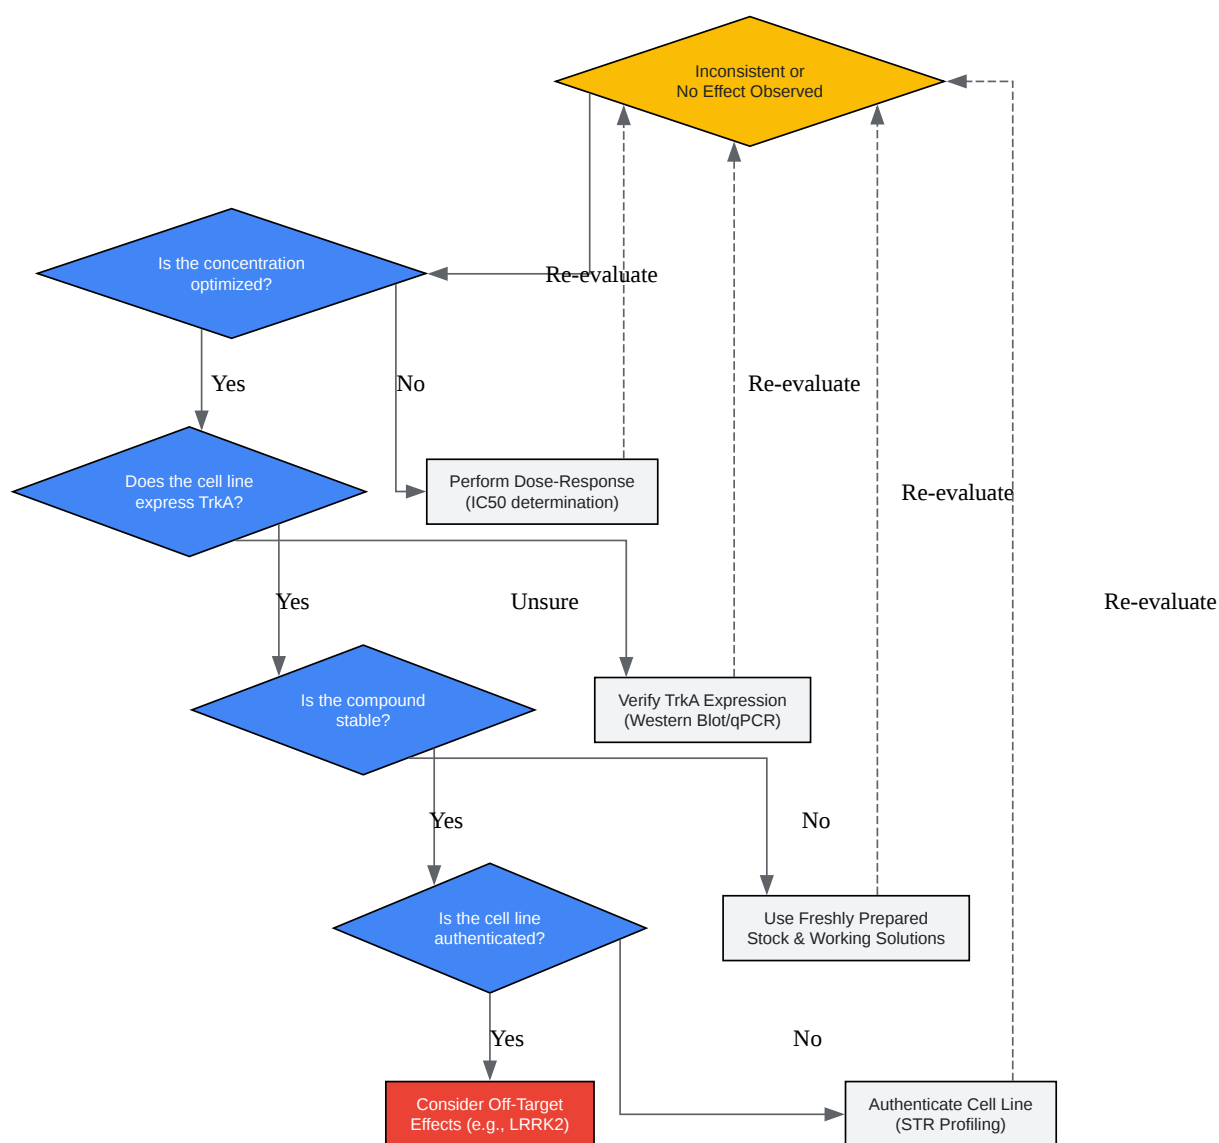 Inconsistent or
No Effect Observed
Is the concentration
optimized?
Re-evaluate
Yes
No
Re-evaluate
Does the cell line
express TrkA?
Perform Dose-Response
(IC50 determination)
Re-evaluate
Yes
Unsure
Re-evaluate
Is the compound
stable?
Verify TrkA Expression
(Western Blot/qPCR)
Yes
No
Is the cell line
authenticated?
Use Freshly Prepared
Stock & Working Solutions
Yes
No
Consider Off-Target
Effects (e.g., LRRK2)
Authenticate Cell Line
(STR Profiling)